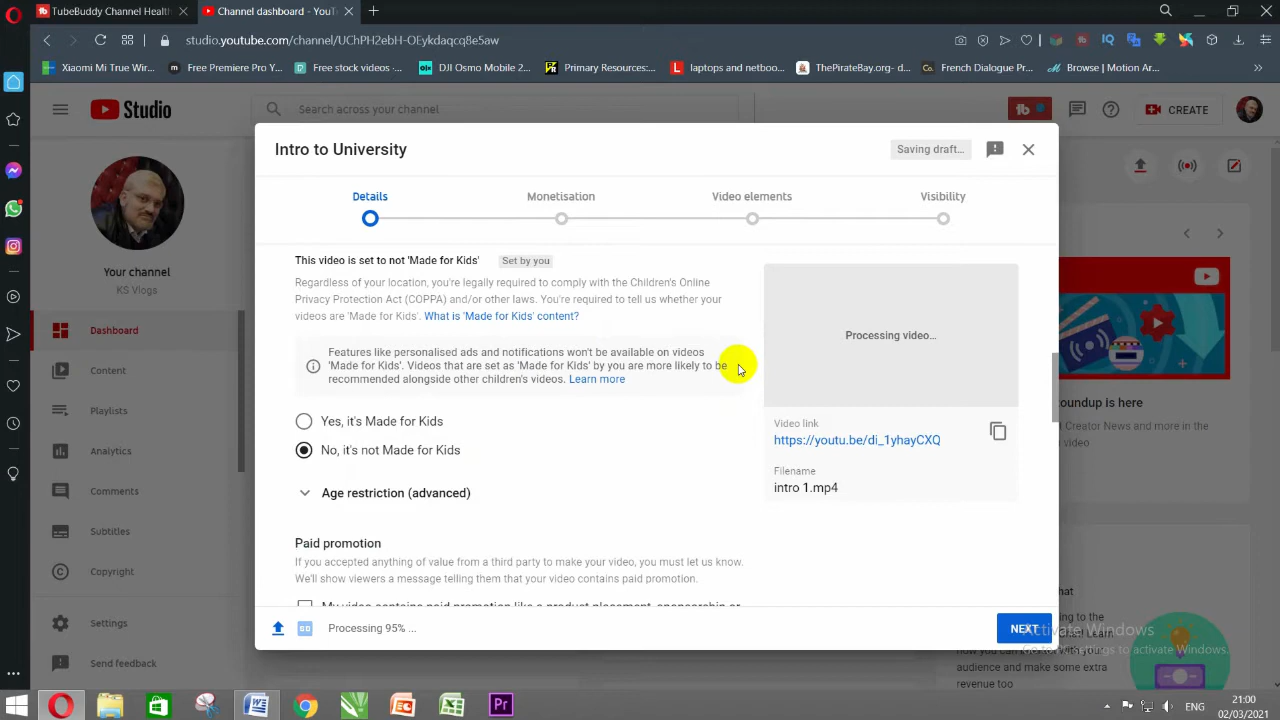 TubeBuddy Channel Health
Channel dashboard - YouT
studio.youtube.com/channel/UChPH2ebH-OEykdaqcq8e5aw
Xiaomi Mi True Wir...
Free Premiere Pro Y...
Free stock videos -...
OLX
DJI Osmo Mobile 2...
PR
Primary Resources:...
L
laptops and netboo...
ThePirateBay.org- d...
Co.
French Dialogue Pr...
Browse | Motion Ar...
Studio
Search across your channel
CREATE
Your channel
KS Vlogs
Dashboard
Content
Playlists
Analytics
Comments
Subtitles
Copyright
Settings
Send feedback
Intro to University
Saving draft...
Details
Monetisation
Video elements
Visibility
This video is set to not 'Made for Kids'
Set by you
Regardless of your location, you're legally required to comply with the Children's Online
Privacy Protection Act (COPPA) and/or other laws. You're required to tell us whether your
videos are 'Made for Kids'. What is 'Made for Kids' content?
Features like personalised ads and notifications won't be available on videos
'Made for Kids'. Videos that are set as 'Made for Kids' by you are more likely to be
recommended alongside other children's videos. Learn more
Yes, it's Made for Kids
No, it's not Made for Kids
Age restriction (advanced)
Paid promotion
If you accepted anything of value from a third party to make your video, you must let us know.
We'll show viewers a message telling them that your video contains paid promotion.
My video contains paid promotion like a product placement, sponsorship or
Processing video...
Video link
https://youtu.be/di_1yhayCXQ
Filename
intro 1.mp4
SD
Processing 95% ...
NEXT
oundup is here
Creator News and more in the
video
hat
ing to the
audience and make some extra
revenue too
Activate Windows
Go to Settings to activate Windows.
Pr
ENG
21:00
02/03/2021